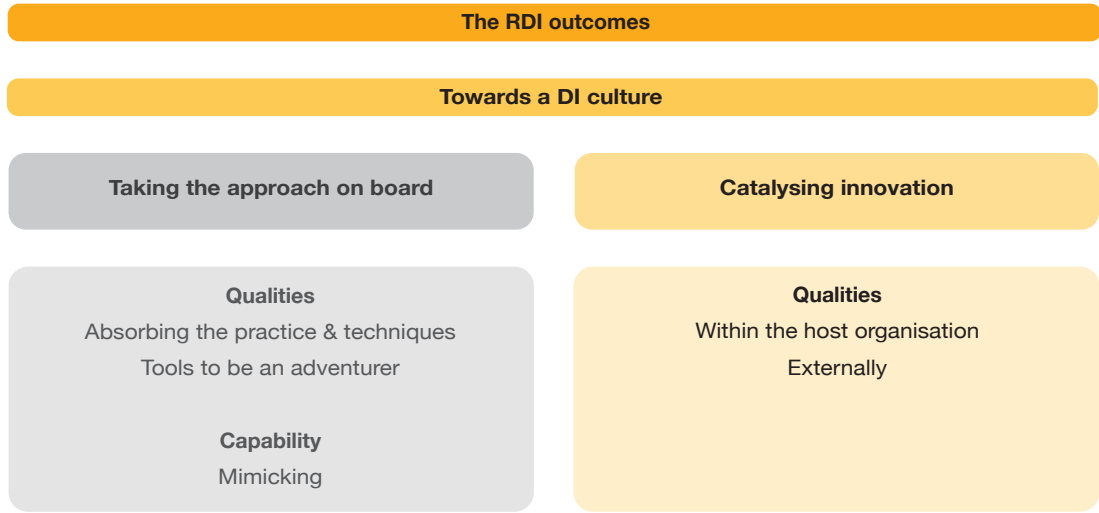 The RDI outcomes
Towards a DI culture
Taking the approach on board
Qualities
Absorbing the practice & techniques
Tools to be an adventurer
Capability
Mimicking
Catalysing innovation
Qualities
Within the host organisation
Externally